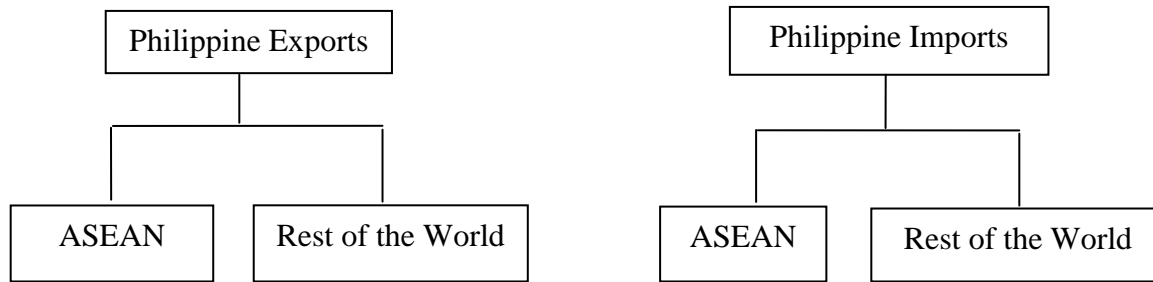 Philippine Exports
ASEAN
Rest of the World
Philippine Imports
ASEAN
Rest of the World